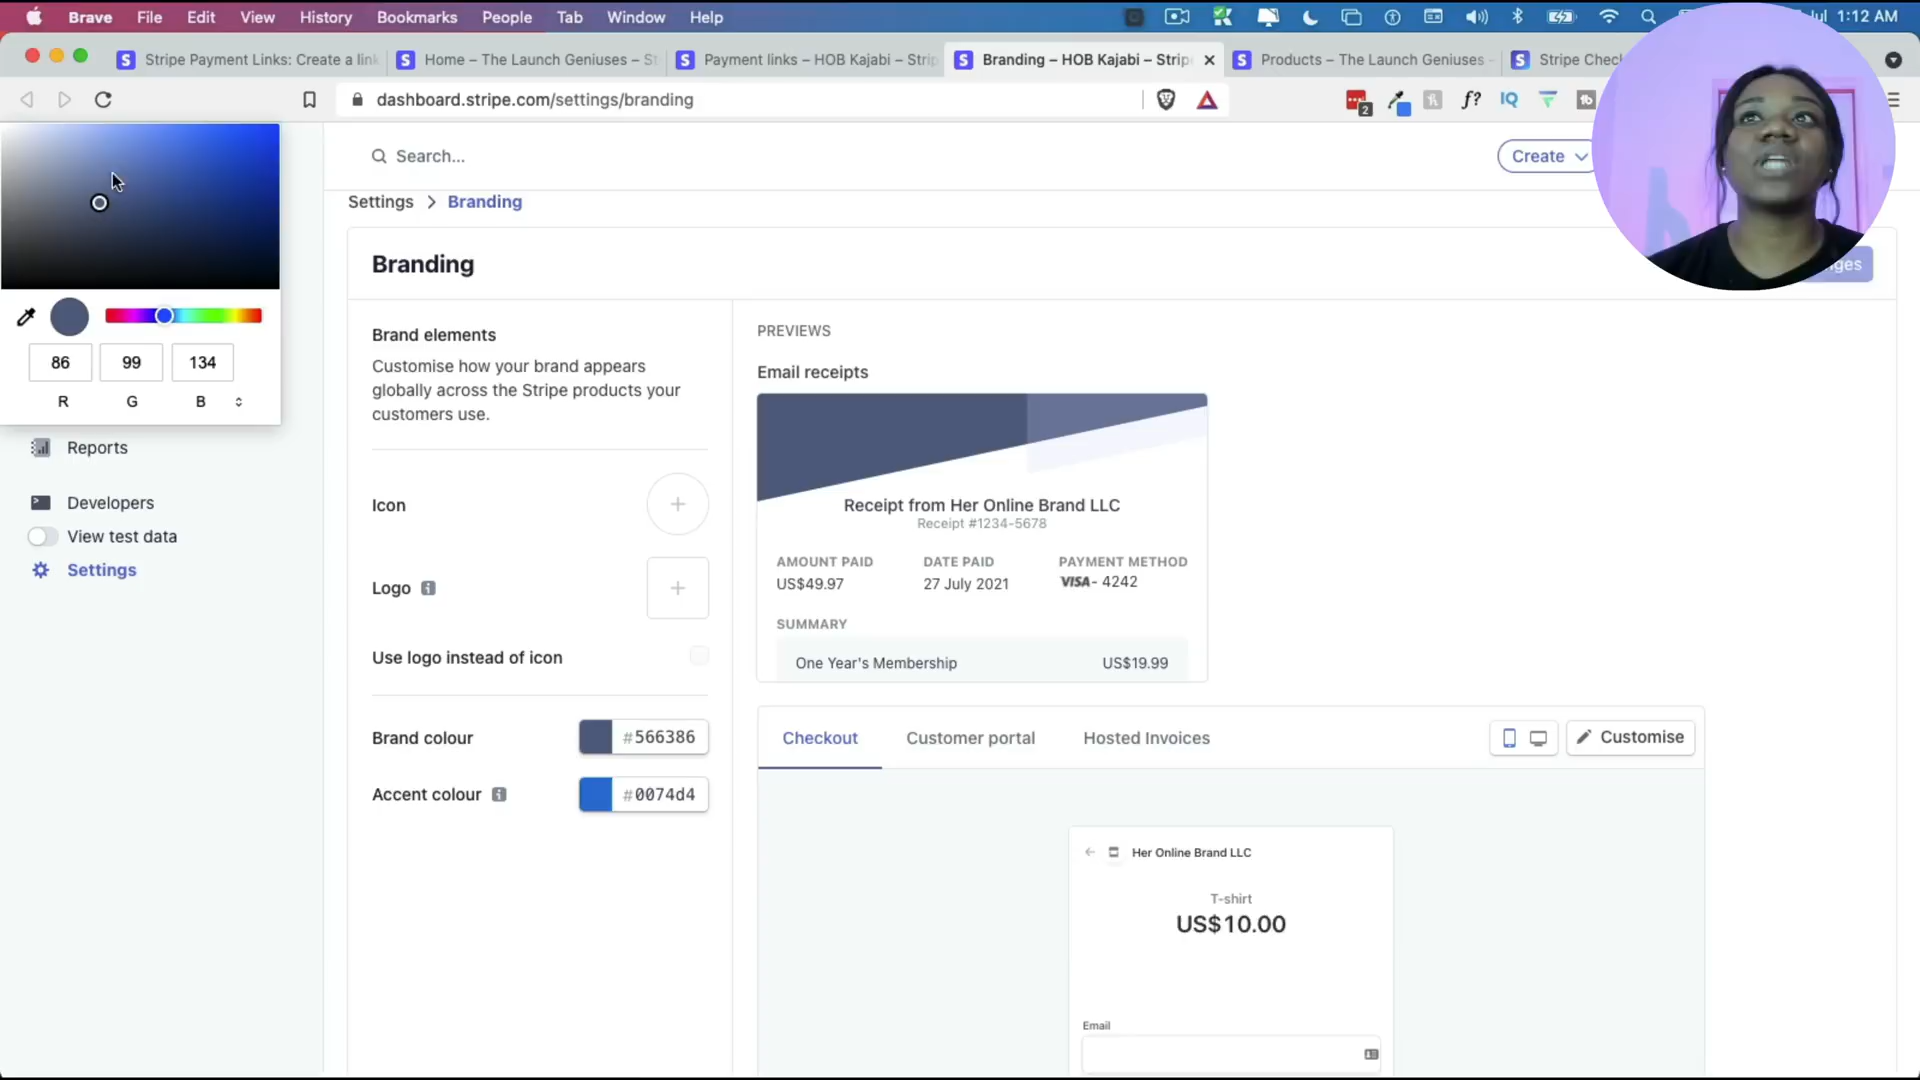 Brave File Edit View History Bookmarks People Tab Window Help 1:12 AM
Stripe Payment Links: Create a link
Home – The Launch Geniuses – St
Payment links – HOB Kajabi – Strip
Branding – HOB Kajabi – Stripe
Products – The Launch Geniuses -
Stripe Chec
dashboard.stripe.com/settings/branding
2
f?
IQ
Search...
Create
Settings > Branding
Branding
86 99 134
R G B
Reports
Developers
View test data
Settings
Brand elements
Customise how your brand appears
globally across the Stripe products your
customers use.
Icon
Logo
Use logo instead of icon
Brand colour #566386
Accent colour #0074d4
PREVIEWS
Email receipts
Receipt from Her Online Brand LLC
Receipt #1234-5678
AMOUNT PAID DATE PAID PAYMENT METHOD
US$49.97 27 July 2021 VISA - 4242
SUMMARY
One Year's Membership US$19.99
Checkout Customer portal Hosted Invoices Customise
Her Online Brand LLC
T-shirt
US$10.00
Email